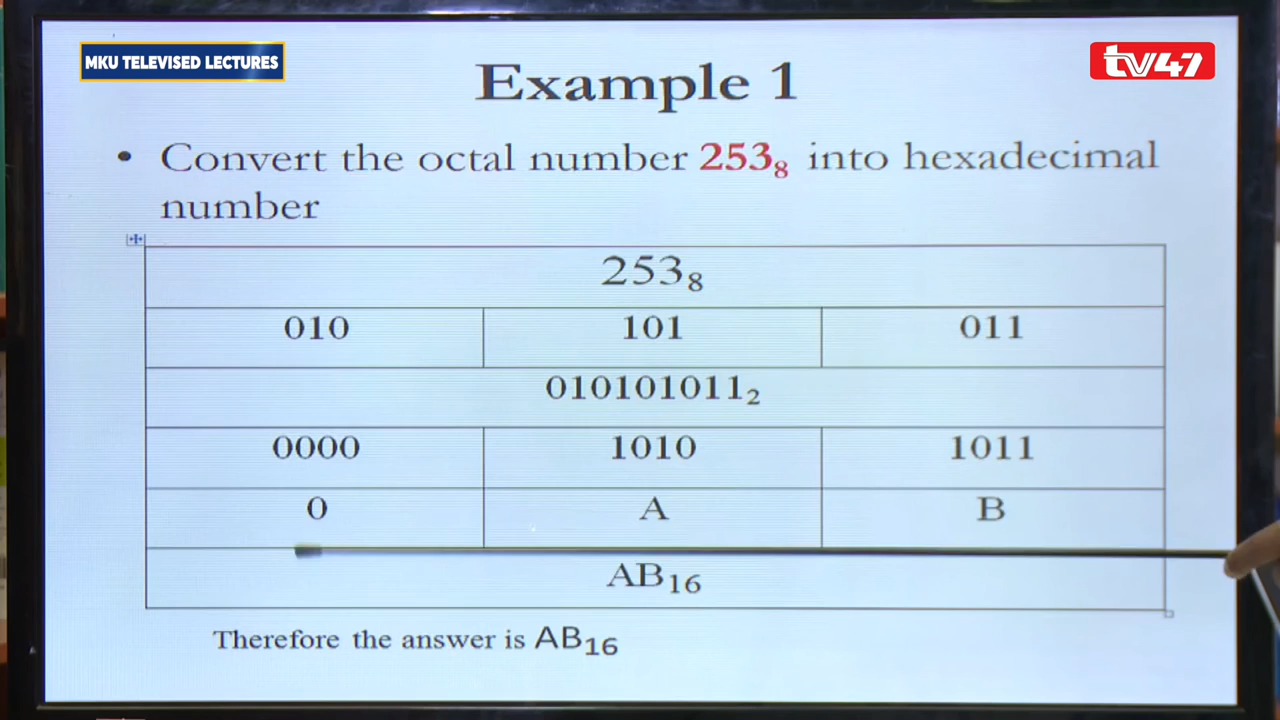 MKU TELEVISED LECTURES
tv47
Example 1
• Convert the octal number 253₈ into hexadecimal
number
253₈
010 101 011
010101011₂
0000 1010 1011
0 A B
AB₁₆
Therefore the answer is AB₁₆